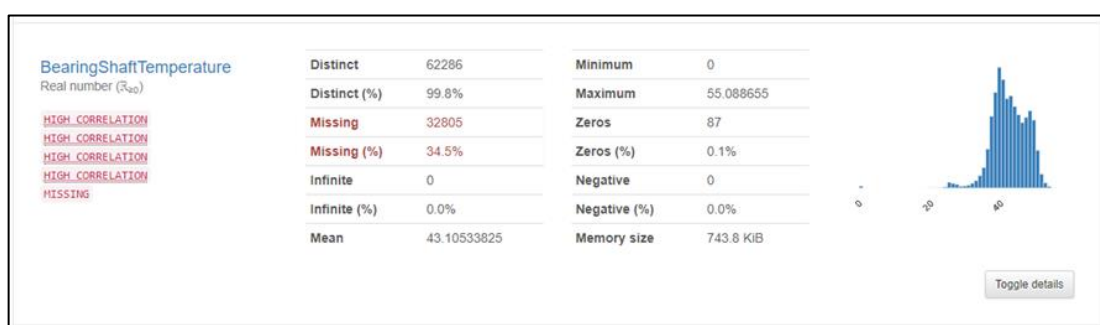 BearingShaftTemperature
Real number (ℝ≥0)
HIGH CORRELATION
HIGH CORRELATION
HIGH CORRELATION
HIGH CORRELATION
MISSING
Distinct 62286
Distinct (%) 99.8%
Missing 32805
Missing (%) 34.5%
Infinite 0
Infinite (%) 0.0%
Mean 43.10533825
Minimum 0
Maximum 55.088655
Zeros 87
Zeros (%) 0.1%
Negative 0
Negative (%) 0.0%
Memory size 743.8 KiB
0 20 40
Toggle details